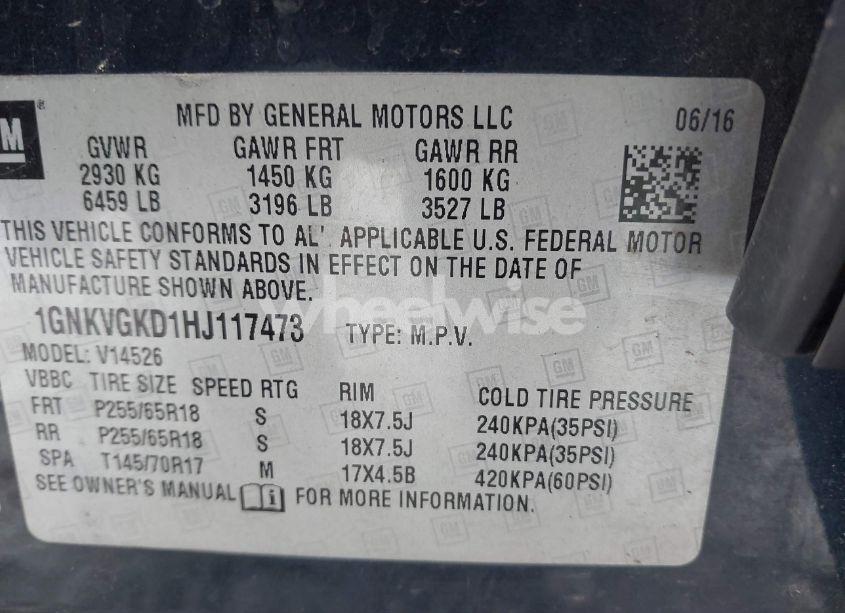 GM ®
MFD BY GENERAL MOTORS LLC 06/16
GVWR GAWR FRT GAWR RR
2930 KG 1450 KG 1600 KG
6459 LB 3196 LB 3527 LB
THIS VEHICLE CONFORMS TO AL' APPLICABLE U.S. FEDERAL MOTOR
VEHICLE SAFETY STANDARDS IN EFFECT ON THE DATE OF
MANUFACTURE SHOWN ABOVE.
wheelwise
1GNKVGKD1HJ117473 TYPE: M.P.V.
MODEL: V14526
VBBC TIRE SIZE SPEED RTG RIM COLD TIRE PRESSURE
FRT P255/65R18 S 18X7.5J 240KPA(35PSI)
RR P255/65R18 S 18X7.5J 240KPA(35PSI)
SPA T145/70R17 M 17X4.5B 420KPA(60PSI)
SEE OWNER'S MANUAL FOR MORE INFORMATION.